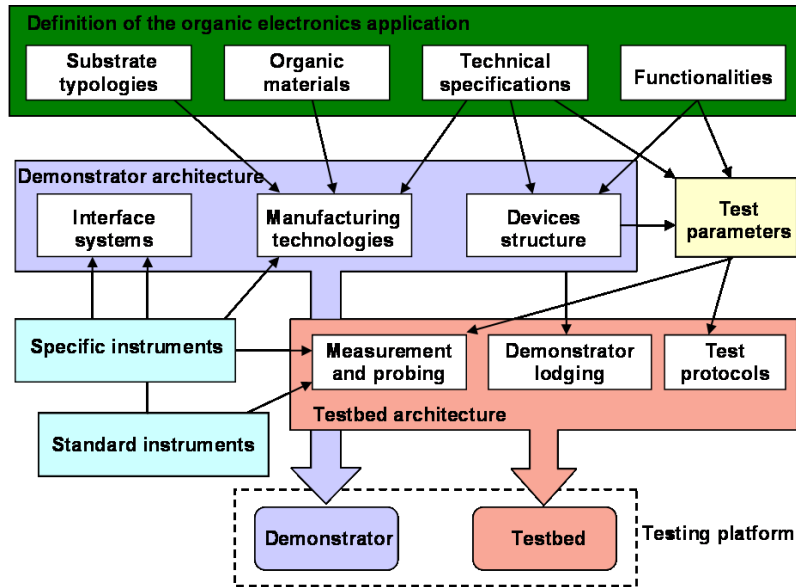 Definition of the organic electronics application
Substrate
typologies
Organic
materials
Technical
specifications
Functionalities
Demonstrator architecture
Interface
systems
Manufacturing
technologies
Devices
structure
Test
parameters
Specific instruments
Measurement
and probing
Demonstrator
lodging
Test
protocols
Testbed architecture
Standard instruments
Demonstrator
Testbed
Testing platform